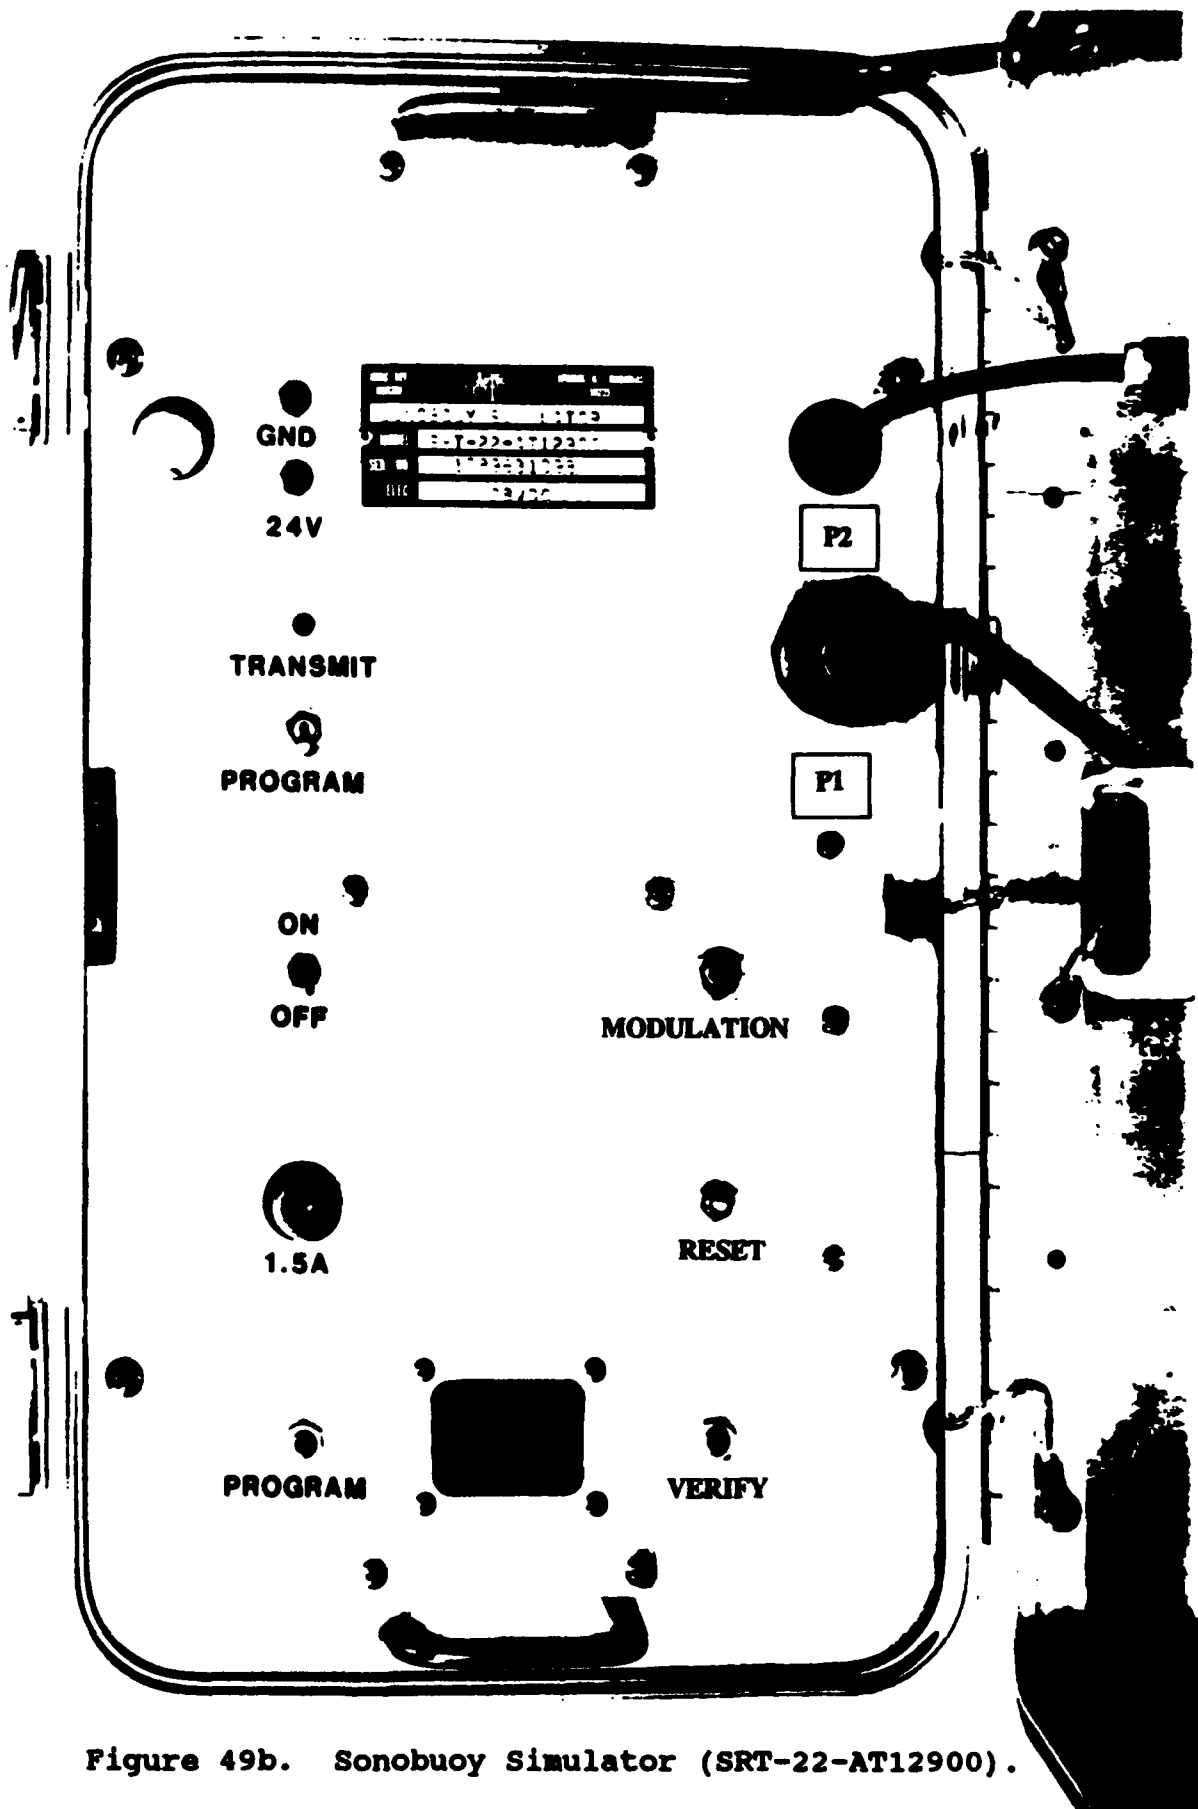 GND
24V
P2
TRANSMIT
PROGRAM
P1
ON
OFF
MODULATION
1.5A
RESET
PROGRAM
VERIFY
Figure 49b. Sonobuoy Simulator (SRT-22-AT12900).